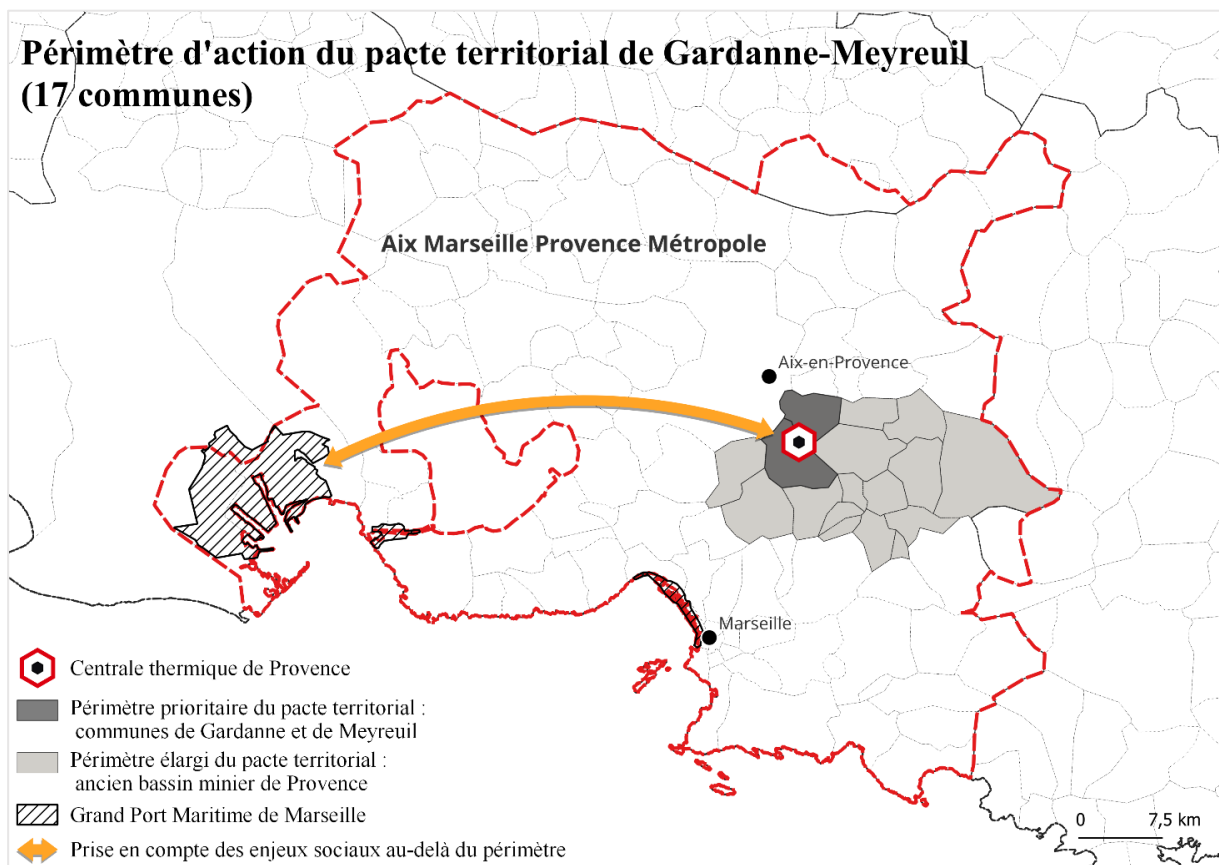 Périmètre d'action du pacte territorial de Gardanne-Meyreuil
(17 communes)
Aix Marseille Provence Métropole
Aix-en-Provence
Marseille
Centrale thermique de Provence
Périmètre prioritaire du pacte territorial :
communes de Gardanne et de Meyreuil
Périmètre élargi du pacte territorial :
ancien bassin minier de Provence
Grand Port Maritime de Marseille
Prise en compte des enjeux sociaux au-delà du périmètre
0 7,5 km